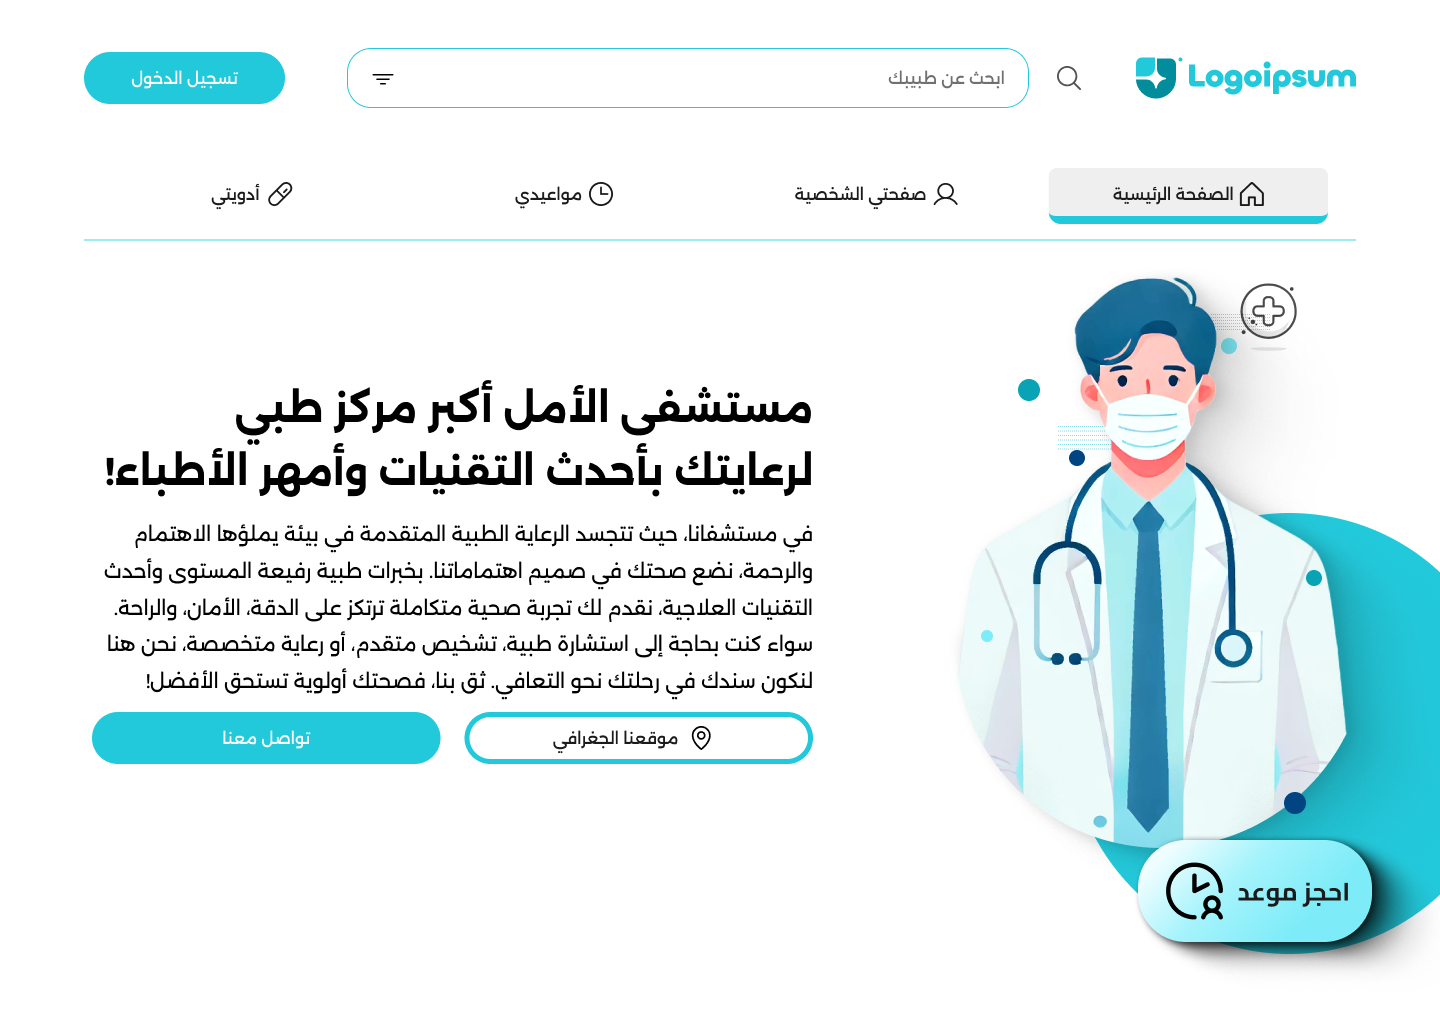 Logoipsum
ابحث عن طبيبك
تسجيل الدخول
الصفحة الرئيسية
صفحتي الشخصية
مواعيدي
أدويتي
مستشفى الأمل أكبر مركز طبي
لرعايتك بأحدث التقنيات وأمهر الأطباء!
في مستشفانا، حيث تتجسد الرعاية الطبية المتقدمة في بيئة يملؤها الاهتمام
والرحمة، نضع صحتك في صميم اهتماماتنا. بخبرات طبية رفيعة المستوى وأحدث
التقنيات العلاجية، نقدم لك تجربة صحية متكاملة ترتكز على الدقة، الأمان، والراحة.
سواء كنت بحاجة إلى استشارة طبية، تشخيص متقدم، أو رعاية متخصصة، نحن هنا
لنكون سندك في رحلتك نحو التعافي. ثق بنا، فصحتك أولوية تستحق الأفضل!
موقعنا الجغرافي
تواصل معنا
احجز موعد